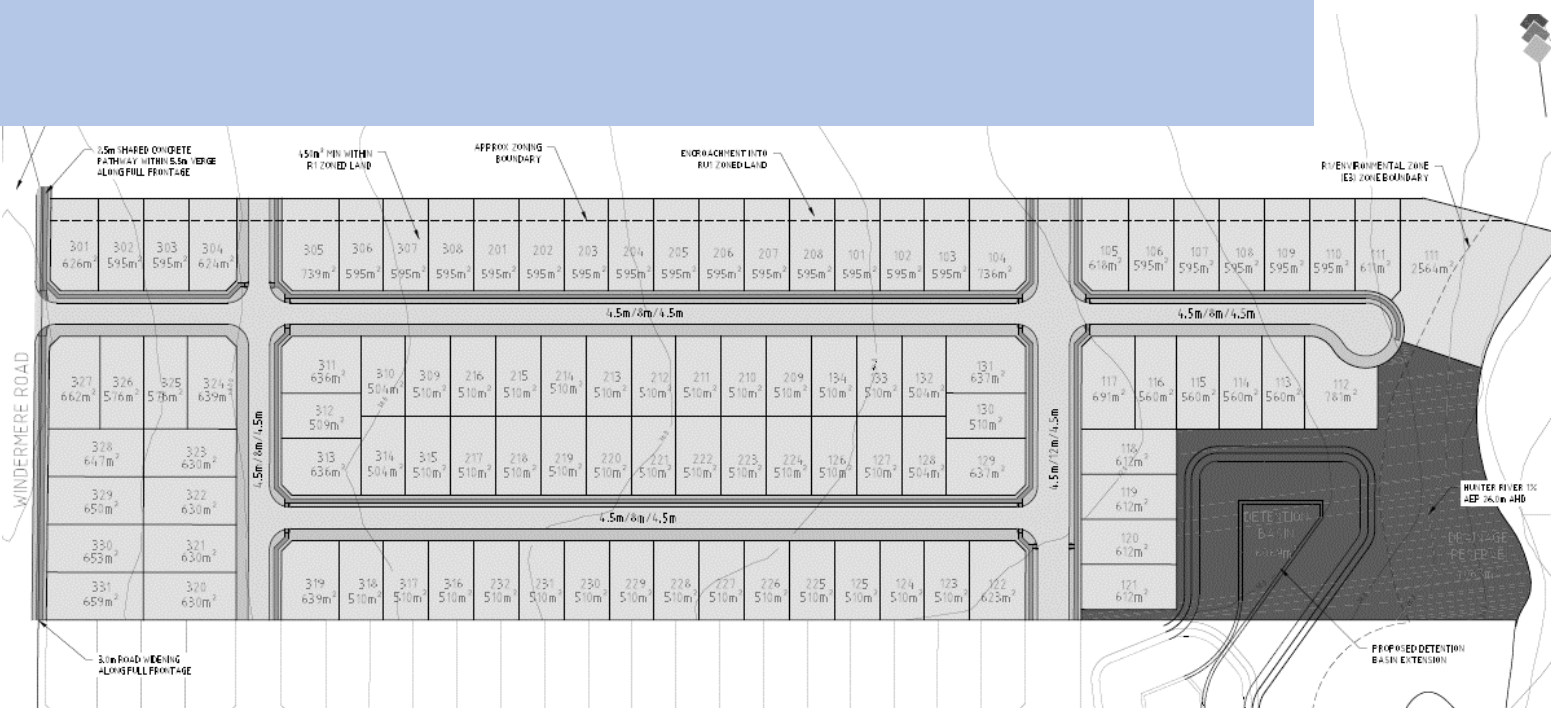 2.5m SHARED CONCRETE
PATHWAY WITHIN 5.5m VERGE
ALONG FULL FRONTAGE
450m² MIN WITHIN
R1 ZONED LAND
APPROX ZONING
BOUNDARY
ENCROACHMENT INTO
RU1 ZONED LAND
R1/ENVIRONMENTAL ZONE
(E3) ZONE BOUNDARY
301 302 303 304 305 306 307 308 201 202 203 204 205 206 207 208 101 102 103 104 105 106 107 108 109 110 111 111
626m² 595m² 595m² 624m² 739m² 595m² 595m² 595m² 595m² 595m² 595m² 595m² 595m² 595m² 595m² 595m² 595m² 595m² 595m² 736m² 618m² 595m² 595m² 595m² 595m² 595m² 611m² 2564m²
4.5m/8m/4.5m
4.5m/8m/4.5m
WINDERMERE ROAD
327 326 325 324
662m² 576m² 576m² 639m²
328 323
647m² 630m²
329 322
650m² 630m²
330 321
653m² 630m²
331 320
659m² 630m²
4.5m/8m/4.5m
311 310 309 216 215 214 213 212 211 210 209 134 133 132 131
636m² 504m² 510m² 510m² 510m² 510m² 510m² 510m² 510m² 510m² 510m² 510m² 510m² 504m² 637m²
312 130
509m² 510m²
313 314 315 217 218 219 220 221 222 223 224 126 127 128 129
636m² 504m² 510m² 510m² 510m² 510m² 510m² 510m² 510m² 510m² 510m² 510m² 510m² 504m² 637m²
4.5m/8m/4.5m
319 318 317 316 232 231 230 229 228 227 226 225 125 124 123 122
639m² 510m² 510m² 510m² 510m² 510m² 510m² 510m² 510m² 510m² 510m² 510m² 510m² 510m² 510m² 623m²
4.5m/12m/4.5m
117 116 115 114 113 112
691m² 560m² 560m² 560m² 560m² 781m²
118
612m²
119
612m²
120
612m²
121
612m²
DETENTION
BASIN
DRAINAGE
RESERVE
HUNTER RIVER 1%
AEP 26.0m AHD
3.0m ROAD WIDENING
ALONG FULL FRONTAGE
PROPOSED DETENTION
BASIN EXTENSION